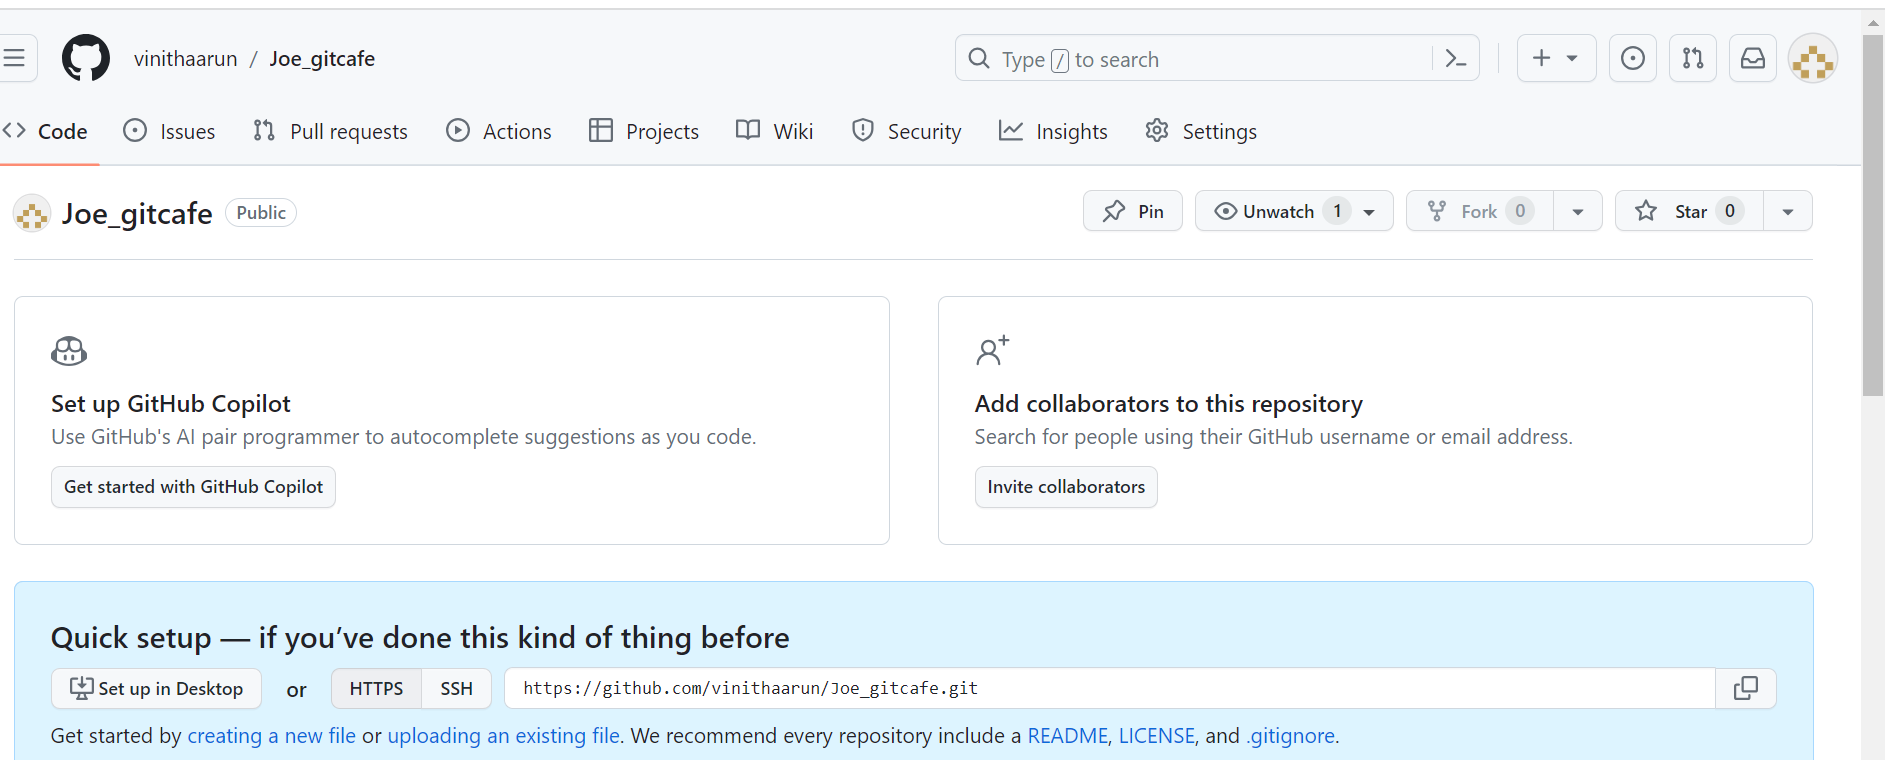 vinithaarun / Joe_gitcafe
Type / to search
Code Issues Pull requests Actions Projects Wiki Security Insights Settings
Joe_gitcafe Public
Pin Unwatch 1 Fork 0 Star 0
Set up GitHub Copilot
Use GitHub's AI pair programmer to autocomplete suggestions as you code.
Get started with GitHub Copilot
Add collaborators to this repository
Search for people using their GitHub username or email address.
Invite collaborators
Quick setup — if you’ve done this kind of thing before
Set up in Desktop or HTTPS SSH https://github.com/vinithaarun/Joe_gitcafe.git
Get started by creating a new file or uploading an existing file. We recommend every repository include a README, LICENSE, and .gitignore.